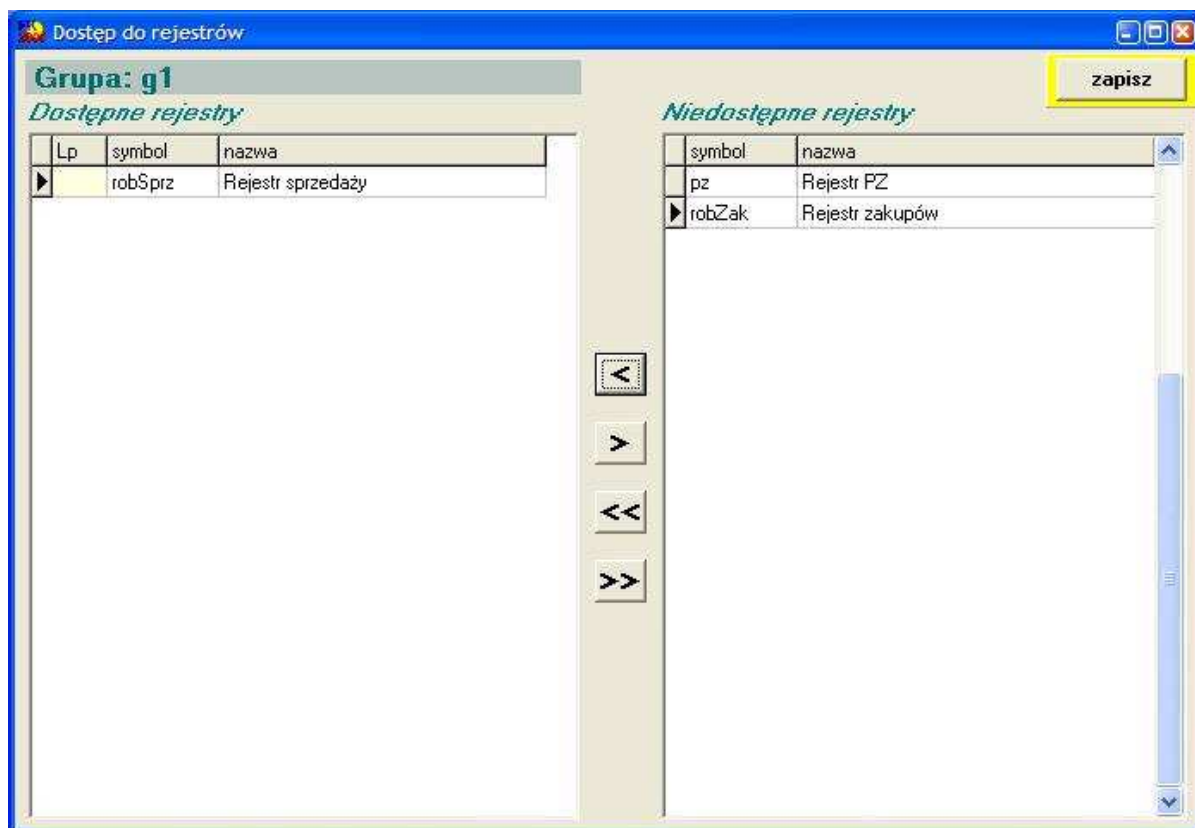 Dostęp do rejestrów
Grupa: g1
zapisz
Dostępne rejestry
Niedostępne rejestry
Lp symbol nazwa
robSprz Rejestr sprzedaży
symbol nazwa
pz Rejestr PZ
robZak Rejestr zakupów
<
>
<<
>>